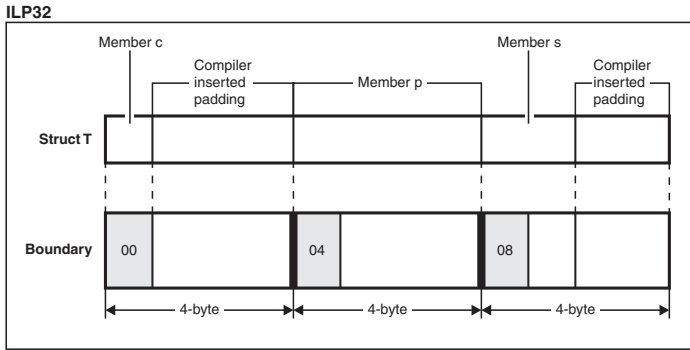 ILP32
Member c
Member s
Compiler
inserted
padding
Member p
Compiler
inserted
padding
Struct T
Boundary
00
04
08
4-byte
4-byte
4-byte